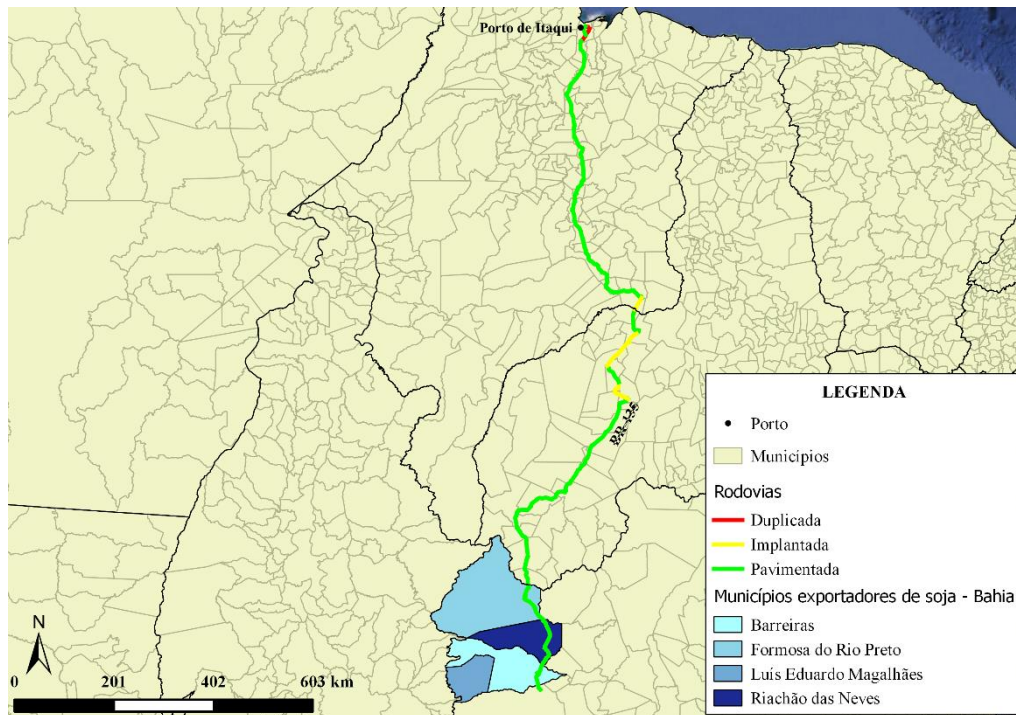 Porto de Itaqui
BR-135
LEGENDA
Porto
Municípios
Rodovias
Duplicada
Implantada
Pavimentada
Municípios exportadores de soja - Bahia
Barreiras
Formosa do Rio Preto
Luís Eduardo Magalhães
Riachão das Neves
N
0 201 402 603 km